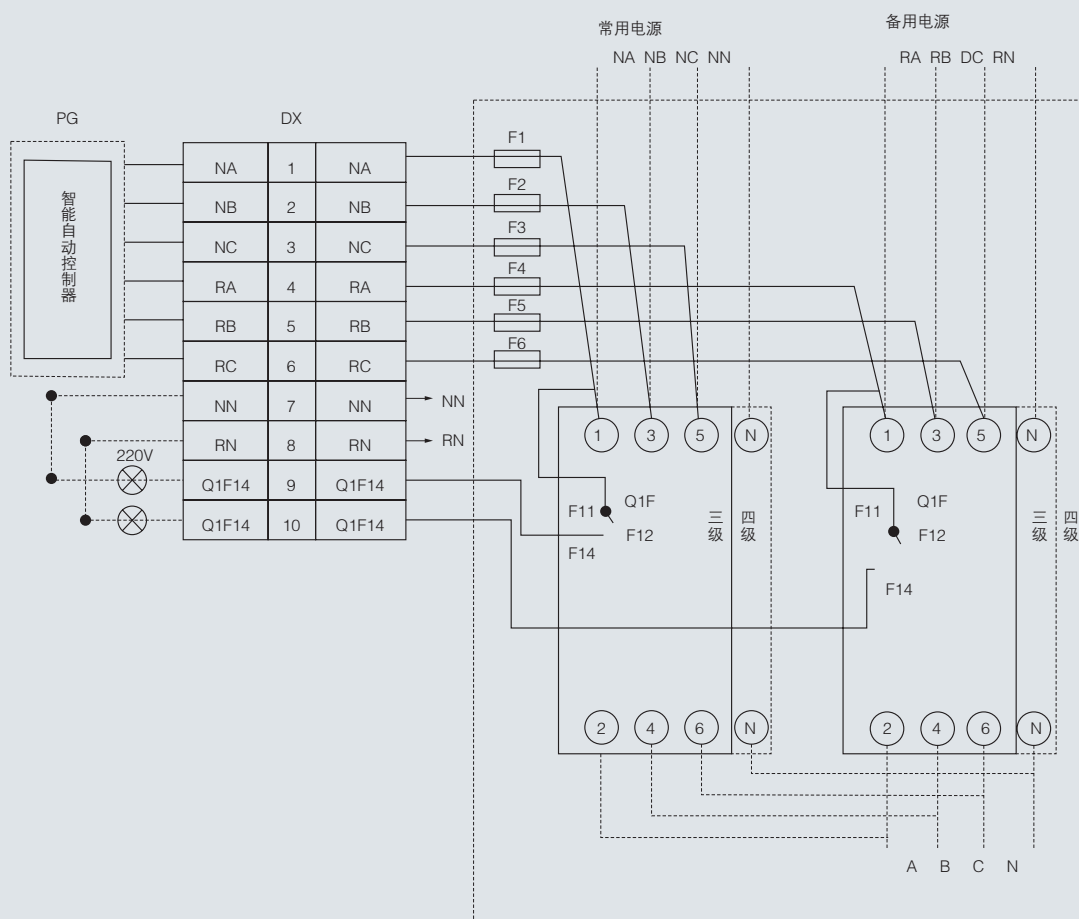 常用电源
备用电源
NA NB NC NN
RA RB DC RN
PG
DX
F1
NA 1 NA
F2
NB 2 NB
F3
NC 3 NC
F4
RA 4 RA
F5
RB 5 RB
F6
RC 6 RC
智能自动控制器
NN 7 NN
NN
RN 8 RN
RN
220V
Q1F14 9 Q1F14
Q1F14 10 Q1F14
1 3 5 N
1 3 5 N
Q1F
F11
F12
F14
三级
四级
Q1F
F11
F12
F14
三级
四级
2 4 6 N
2 4 6 N
A B C N